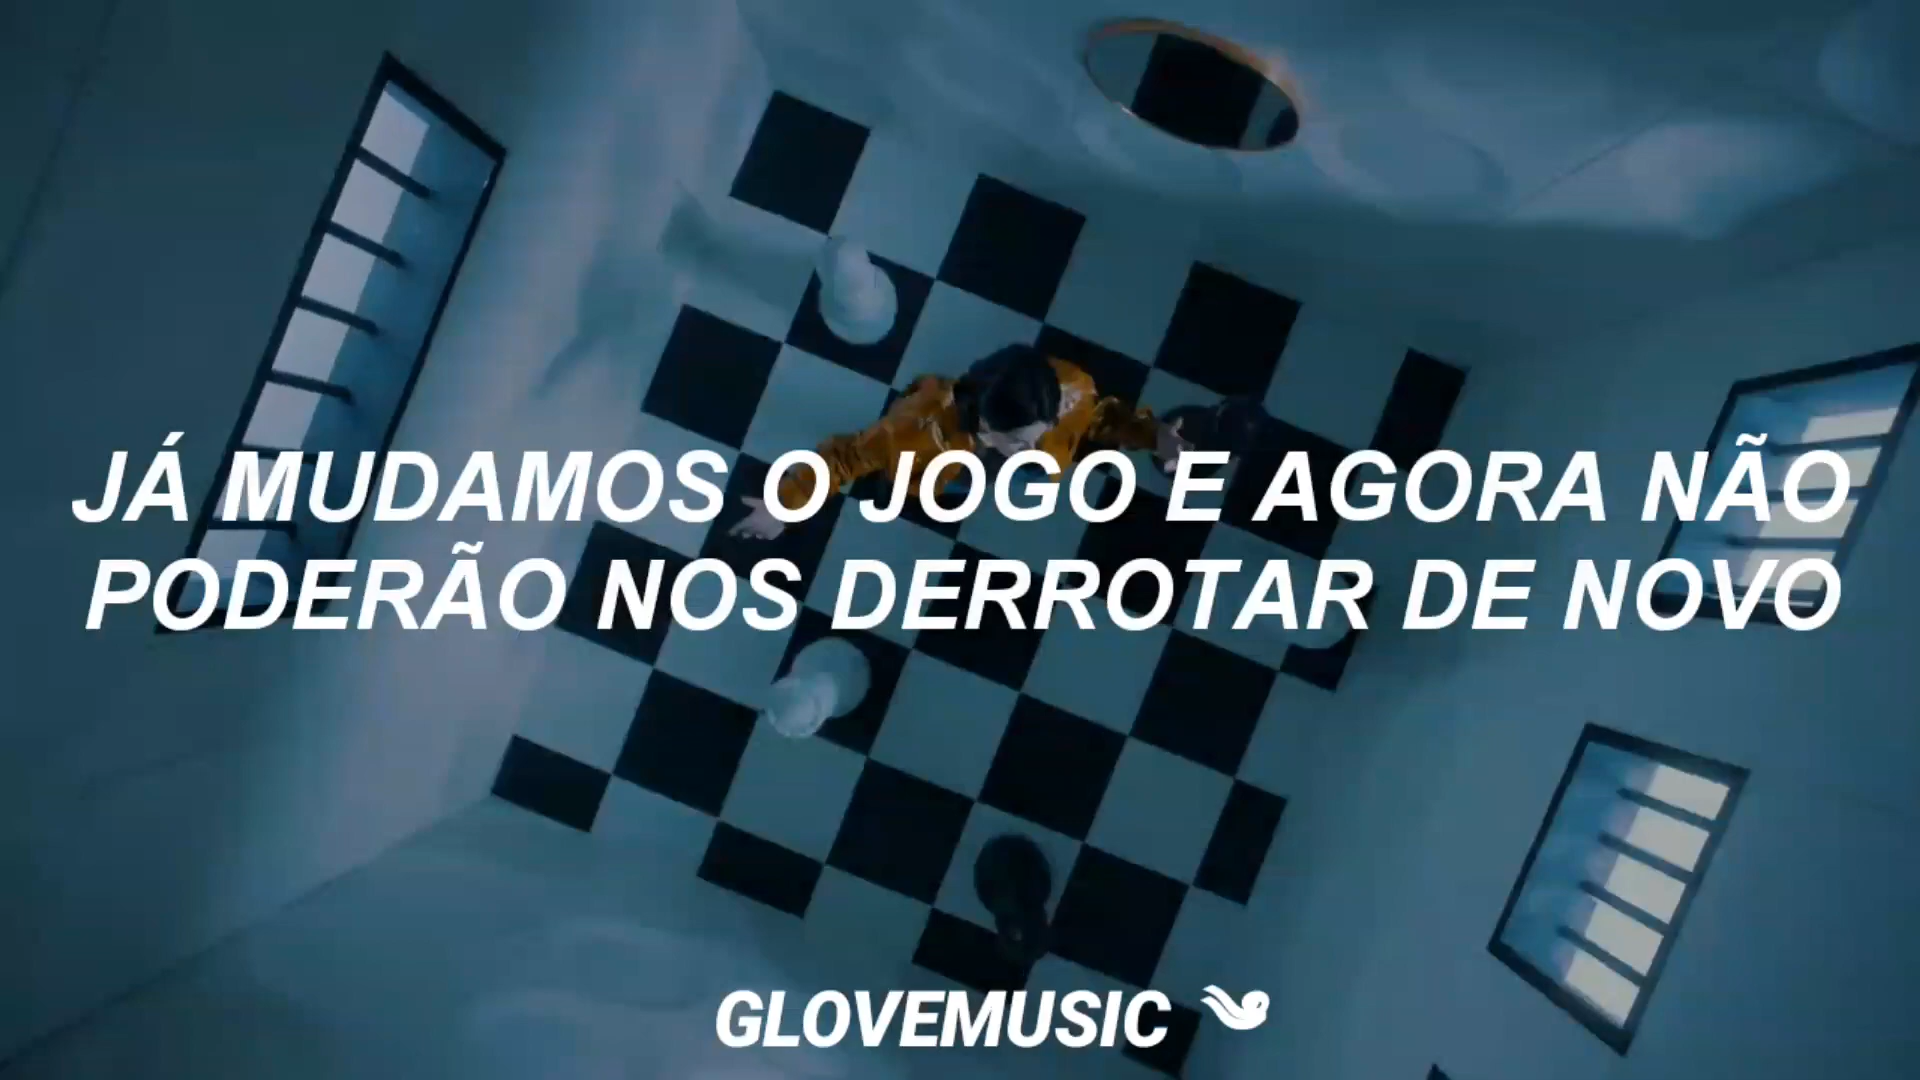 JÁ MUDAMOS O JOGO E AGORA NÃO
PODERÃO NOS DERROTAR DE NOVO
GLOVEMUSIC